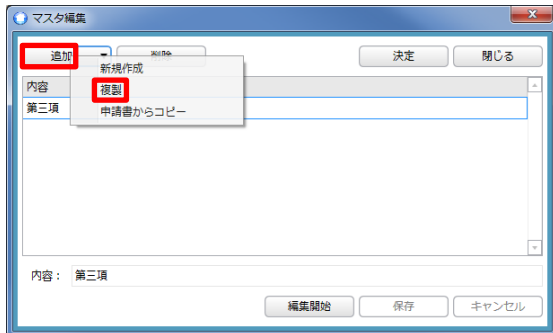 マスタ編集
追加 ▼ 削除 決定 閉じる
新規作成
内容 複製
第三項 申請書からコピー
内容： 第三項
編集開始 保存 キャンセル